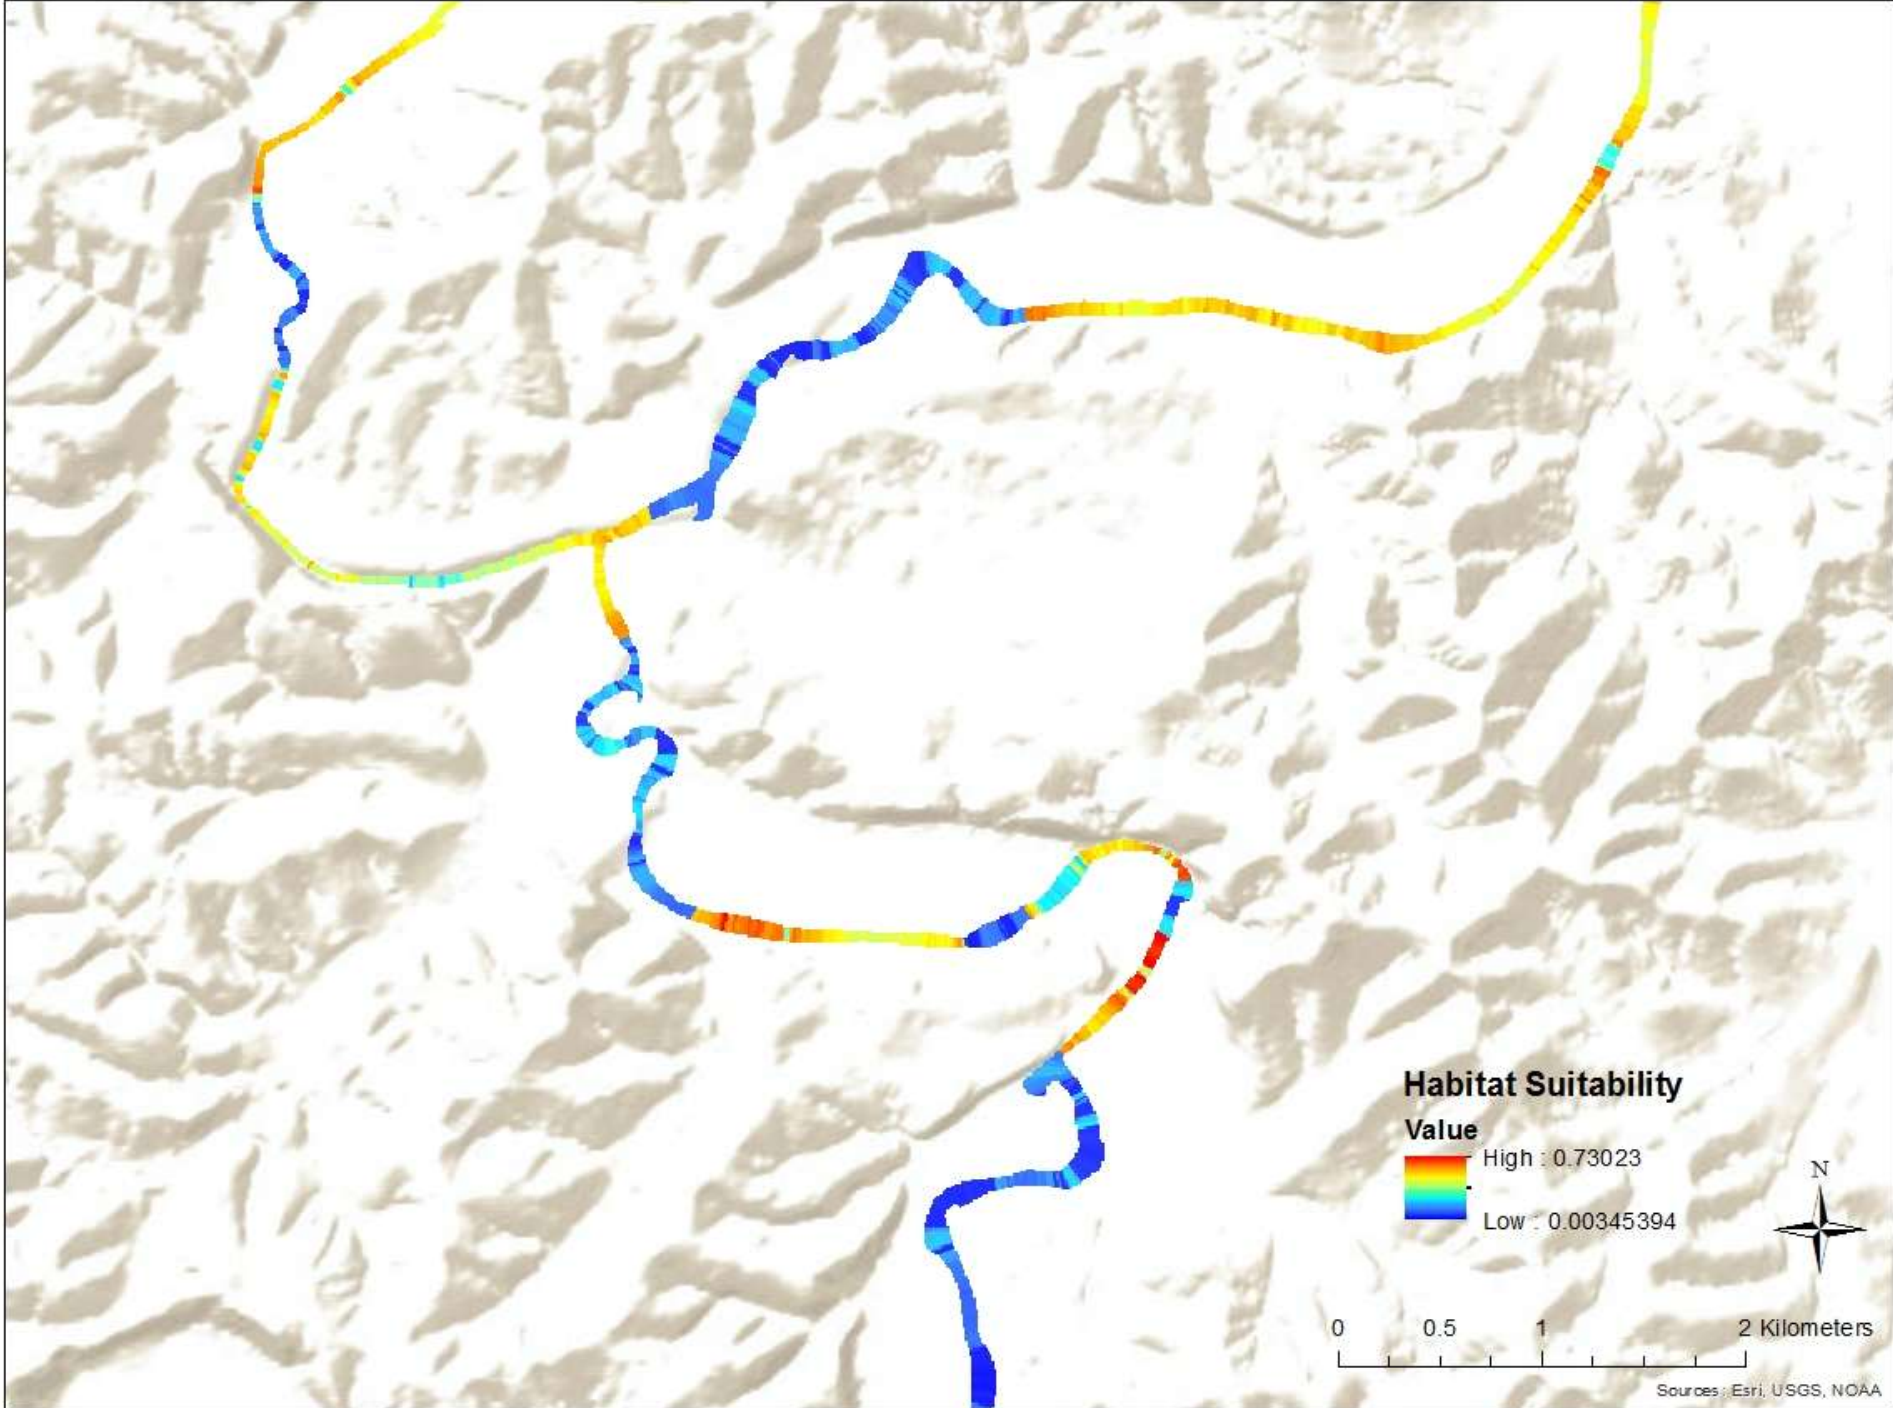 Habitat Suitability
Value
High : 0.73023
Low : 0.00345394
N
0 0.5 1 2 Kilometers
Sources: Esri, USGS, NOAA